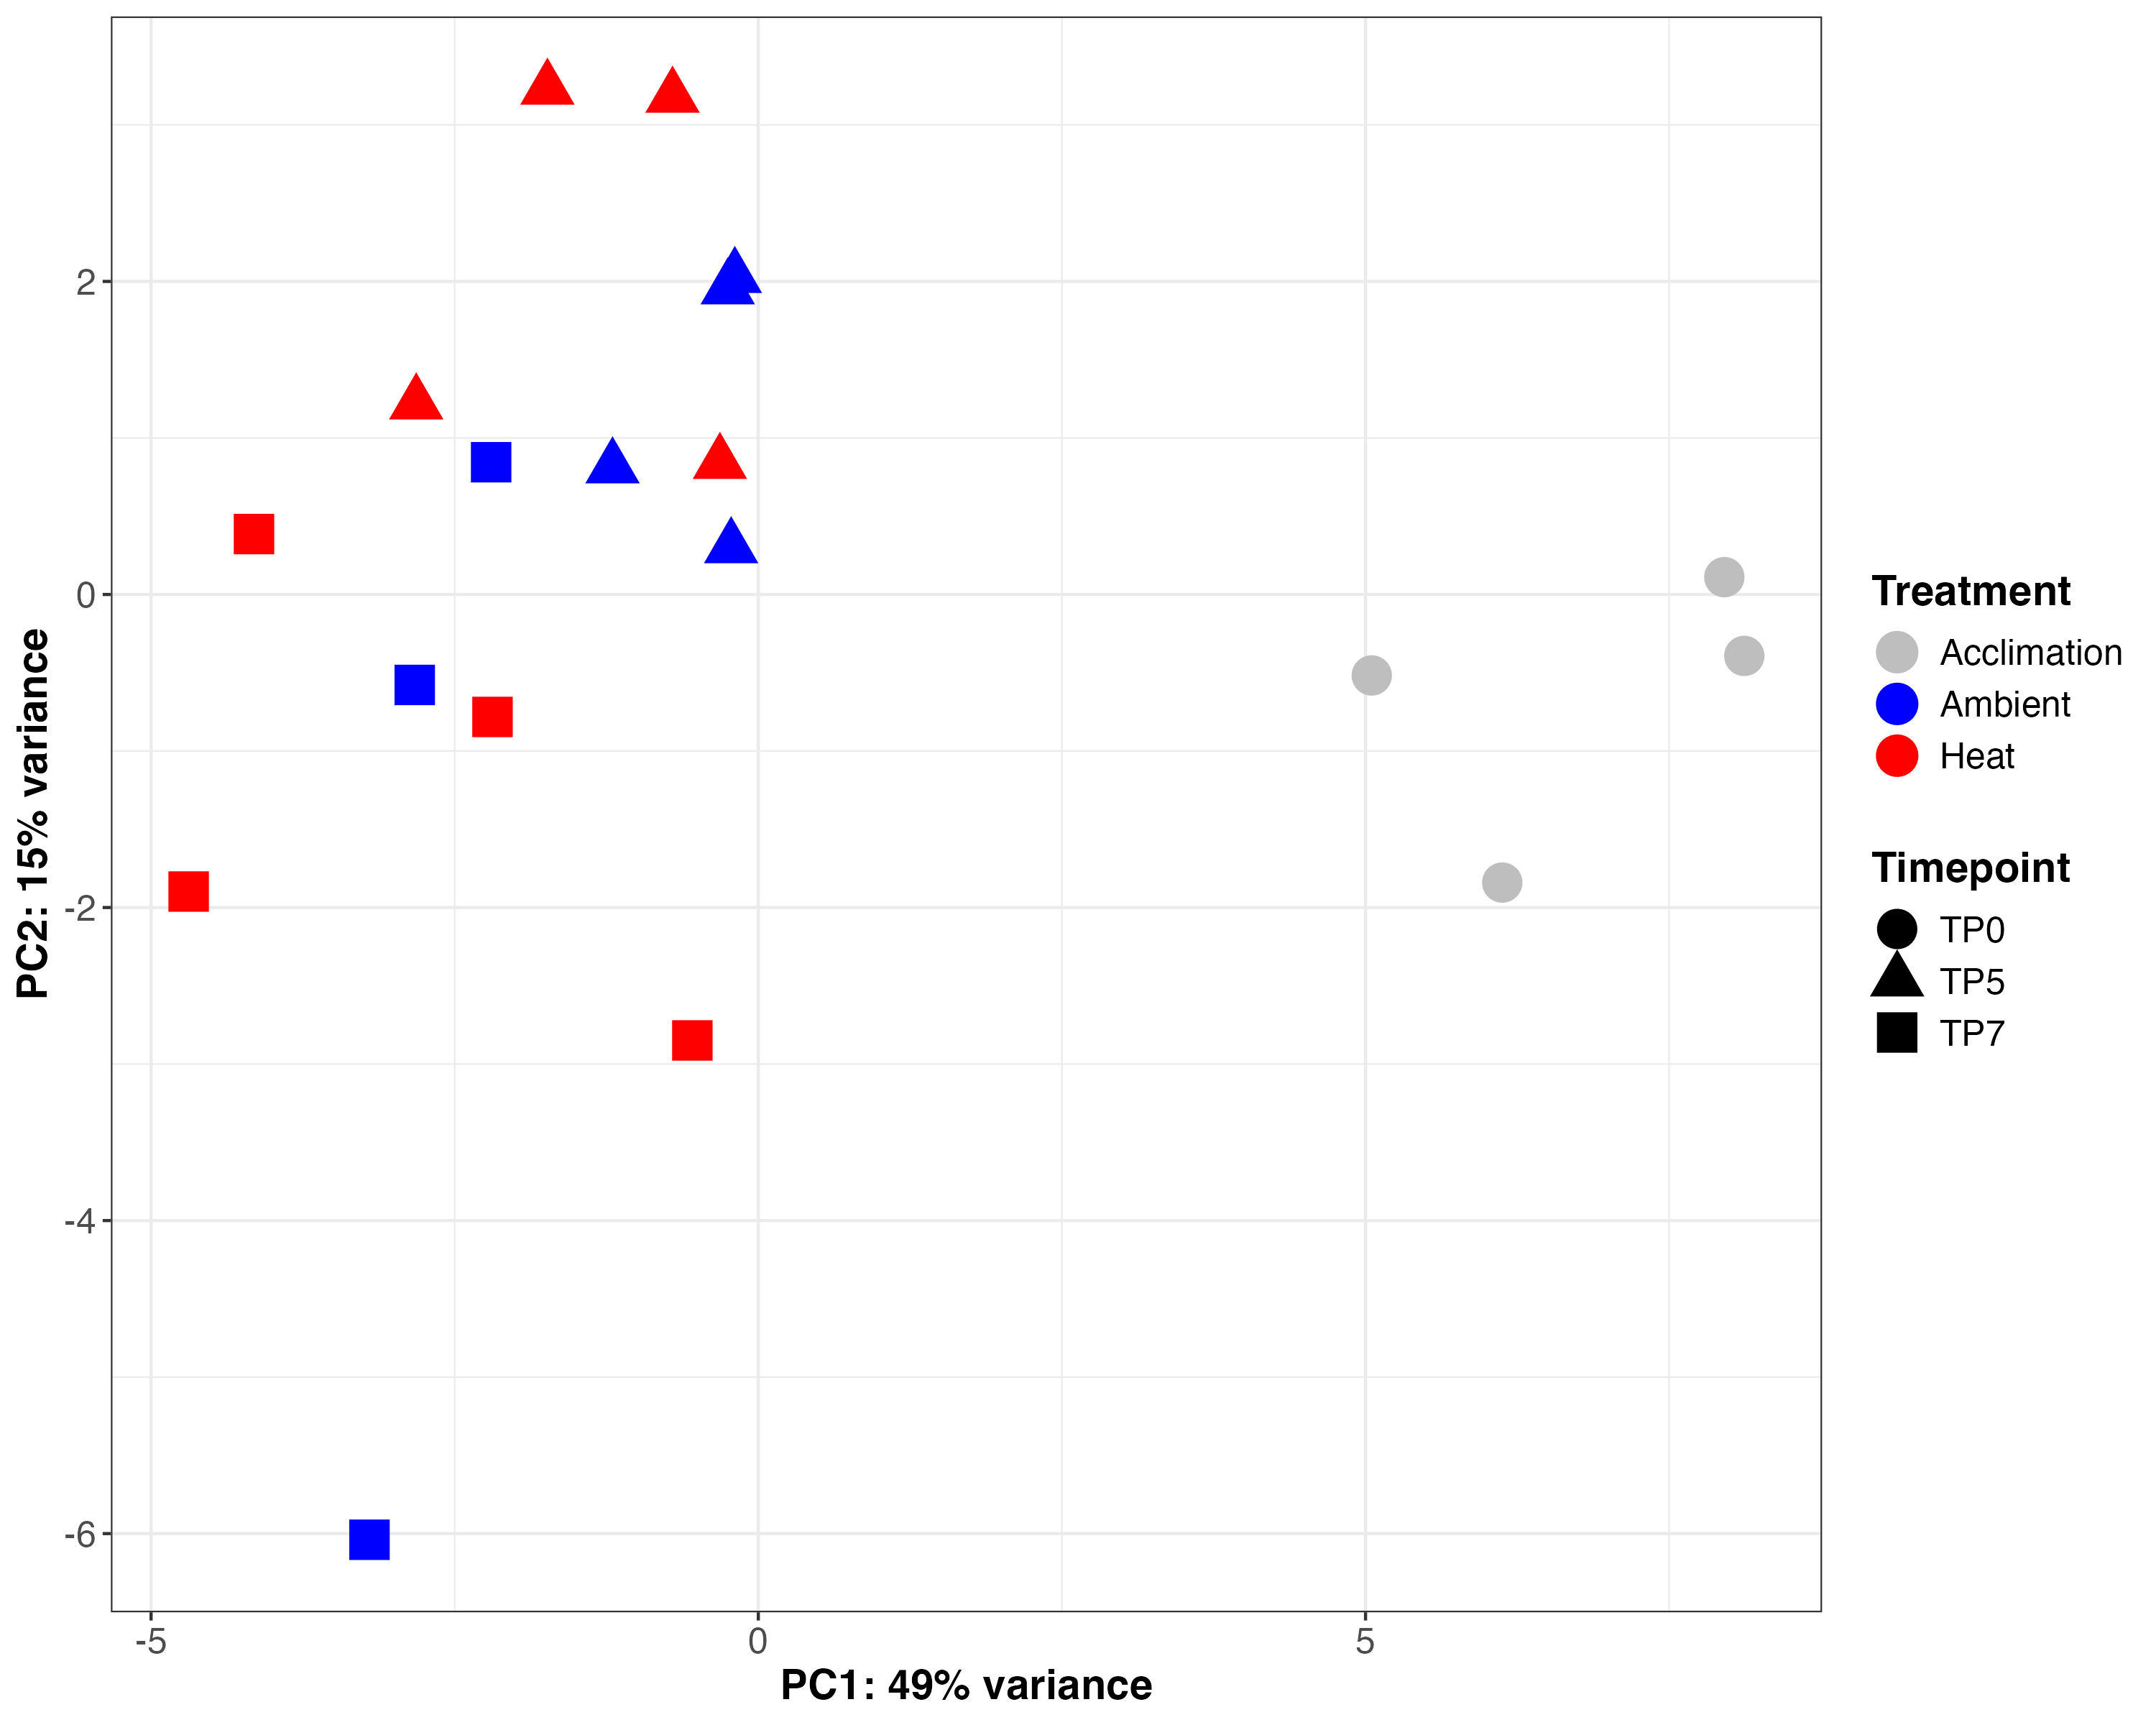 2
0
-2
-4
-6
PC2: 15% variance
-5
0
5
PC1: 49% variance
Treatment
Acclimation
Ambient
Heat
Timepoint
TP0
TP5
TP7